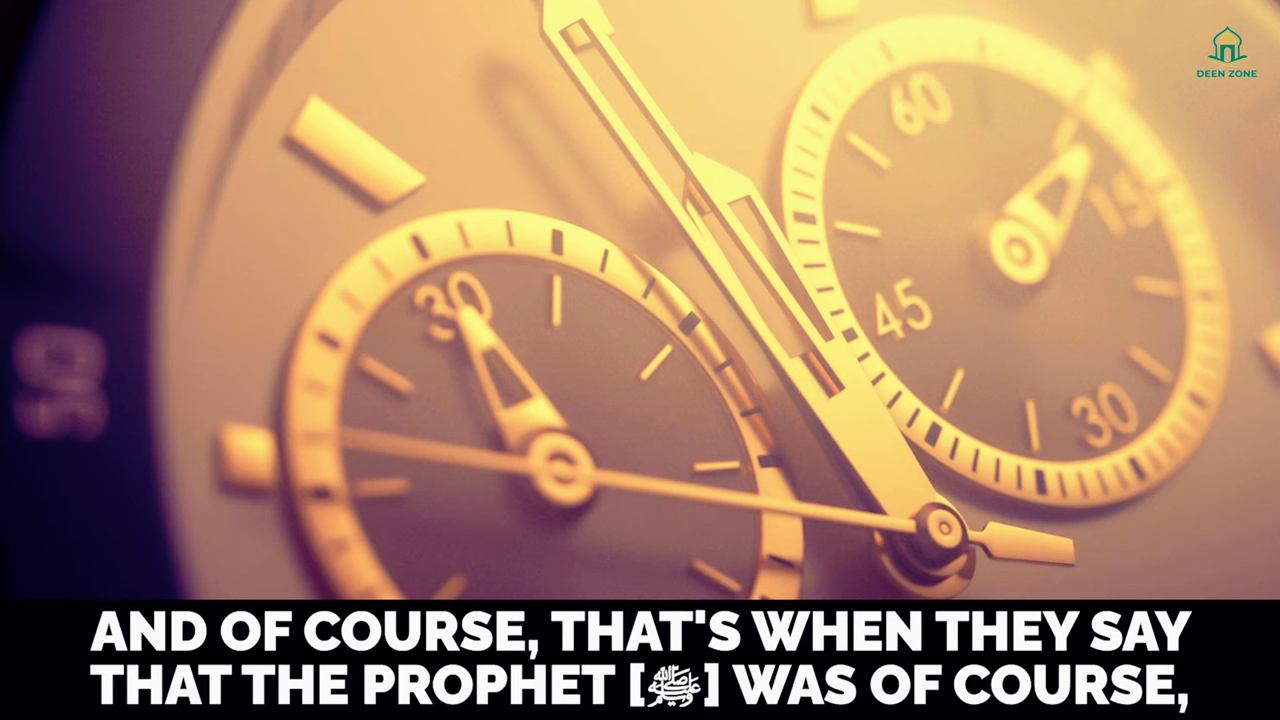 DEEN ZONE
60
15
45
30
30
50
AND OF COURSE, THAT'S WHEN THEY SAY
THAT THE PROPHET [ﷺ] WAS OF COURSE,